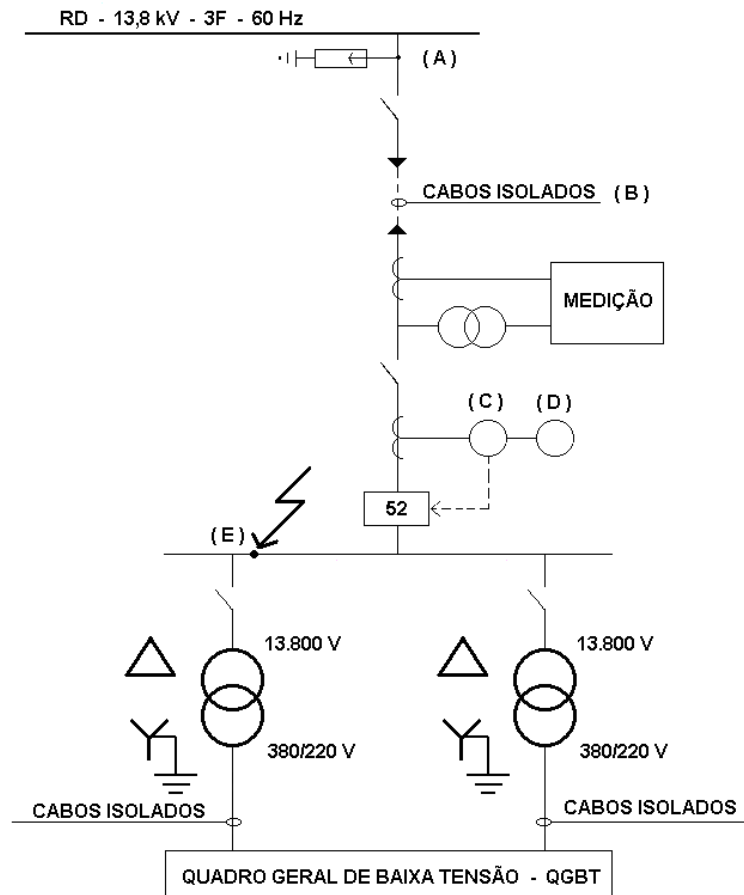 RD - 13,8 kV - 3F - 60 Hz
( A )
CABOS ISOLADOS ( B )
MEDIÇÃO
( C ) ( D )
52
( E )
13.800 V 13.800 V
380/220 V 380/220 V
CABOS ISOLADOS CABOS ISOLADOS
QUADRO GERAL DE BAIXA TENSÃO - QGBT